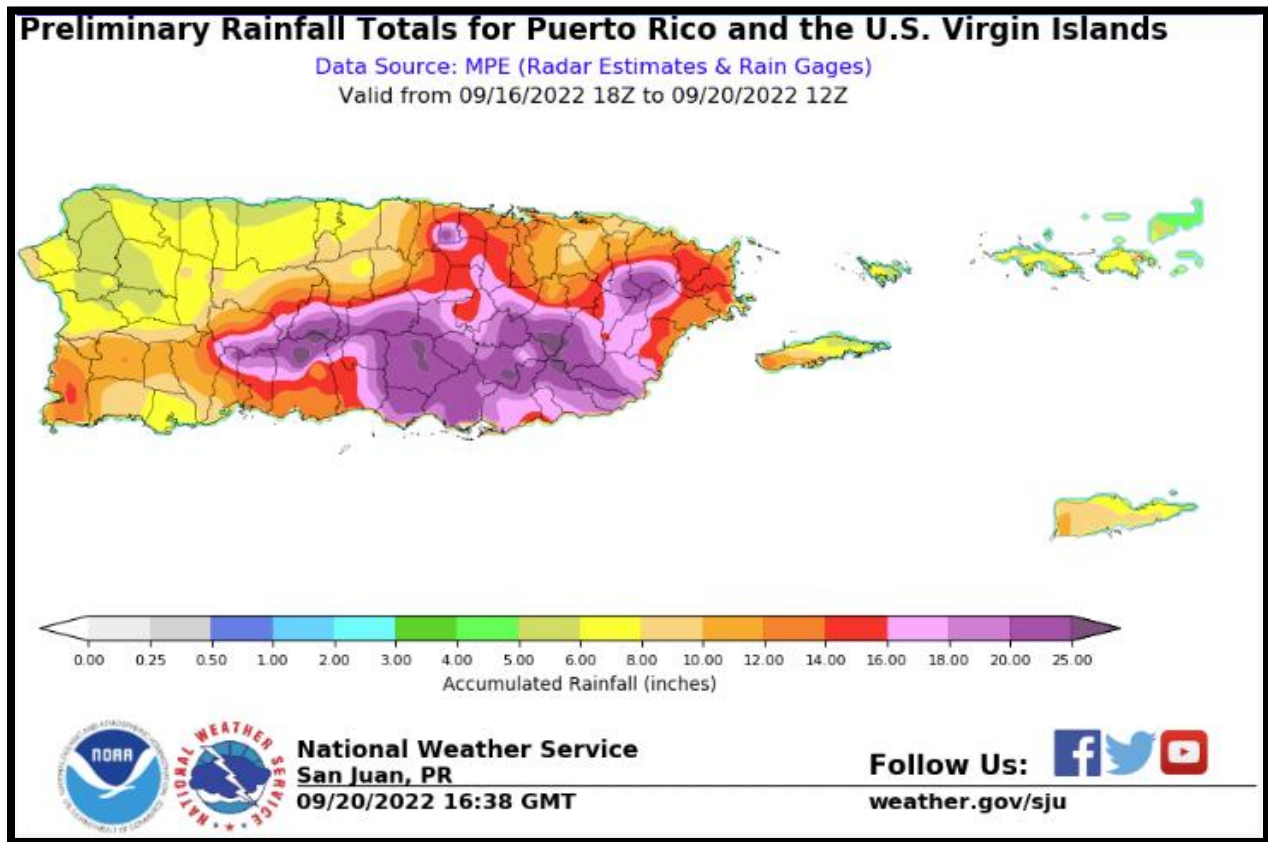 Preliminary Rainfall Totals for Puerto Rico and the U.S. Virgin Islands
Data Source: MPE (Radar Estimates & Rain Gages)
Valid from 09/16/2022 18Z to 09/20/2022 12Z
0.00 0.25 0.50 1.00 2.00 3.00 4.00 5.00 6.00 8.00 10.00 12.00 14.00 16.00 18.00 20.00 25.00
Accumulated Rainfall (inches)
NOAA
NATIONAL WEATHER SERVICE
National Weather Service
San Juan, PR
09/20/2022 16:38 GMT
Follow Us:
weather.gov/sju